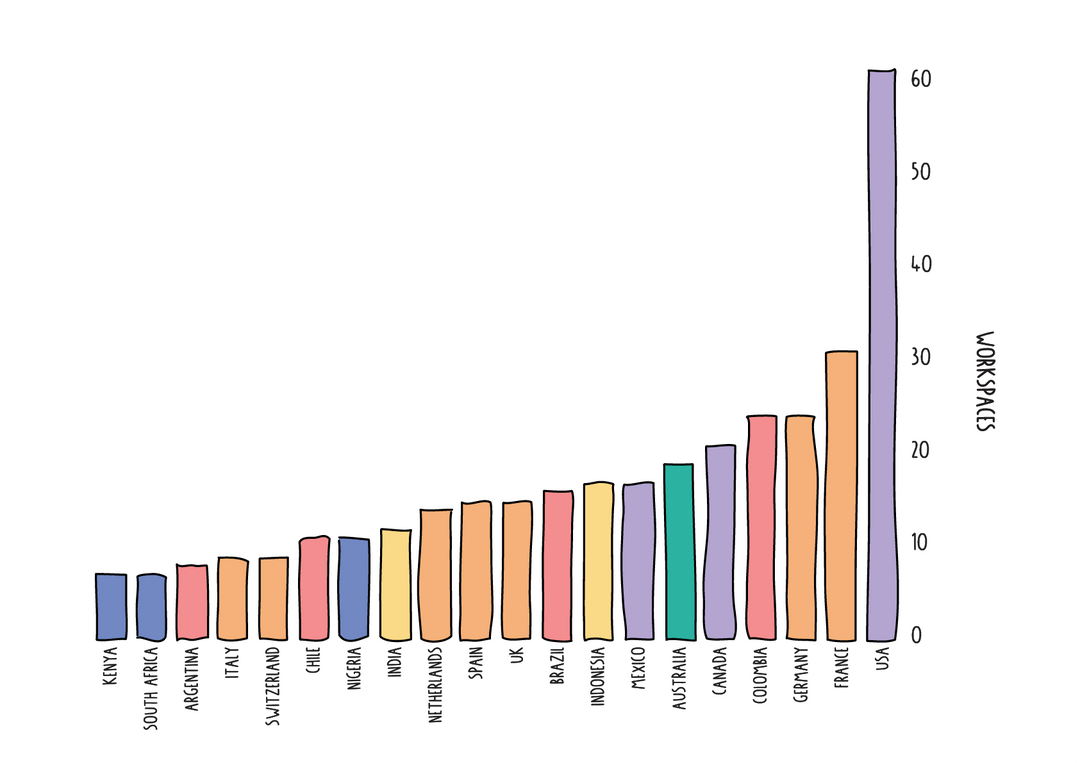 60
50
40
30
20
10
0
WORKSPACES
KENYA
SOUTH AFRICA
ARGENTINA
ITALY
SWITZERLAND
CHILE
NIGERIA
INDIA
NETHERLANDS
SPAIN
UK
BRAZIL
INDONESIA
MEXICO
AUSTRALIA
CANADA
COLOMBIA
GERMANY
FRANCE
USA